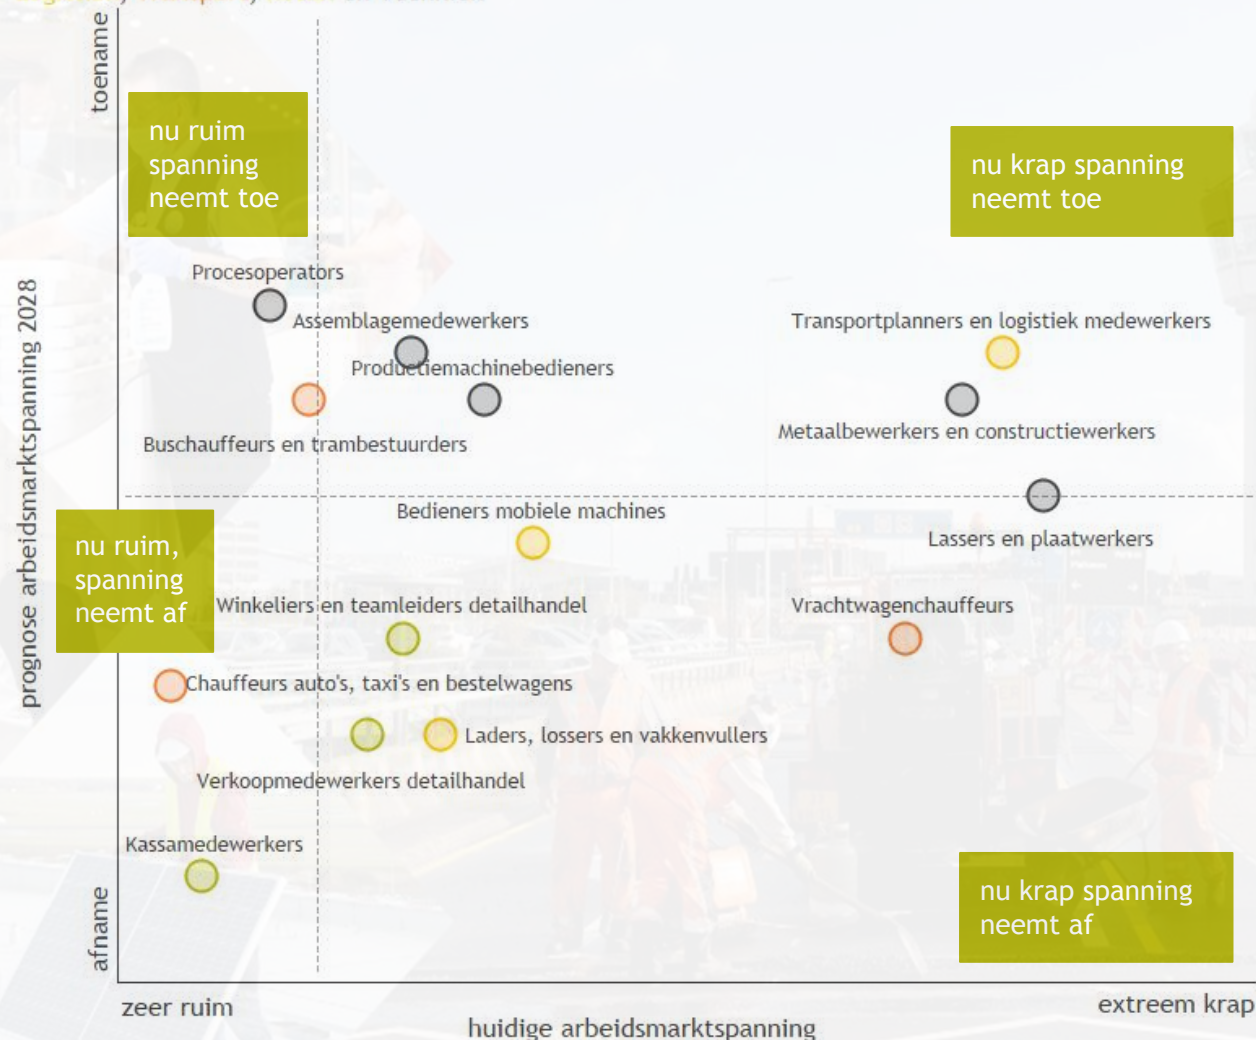 toename
nu ruim
spanning
neemt toe
nu krap spanning
neemt toe
Procesoperators
Assemblagemedewerkers
Transportplanners en logistiek medewerkers
Productiemachinebedieners
Metaalbewerkers en constructiewerkers
Buschauffeurs en trambestuurders
prognose arbeidsmarktspanning 2028
Bedieners mobiele machines
Lassers en plaatwerkers
nu ruim,
spanning
neemt af
Winkeliers en teamleiders detailhandel
Vrachtwagenchauffeurs
Chauffeurs auto's, taxi's en bestelwagens
Laders, lossers en vakkenvullers
Verkoopmedewerkers detailhandel
Kassamedewerkers
nu krap spanning
neemt af
afname
zeer ruim
extreem krap
huidige arbeidsmarktspanning